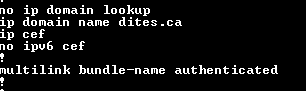 no ip domain lookup
ip domain name dites.ca
ip cef
no ipv6 cef
!
multilink bundle-name authenticated
!